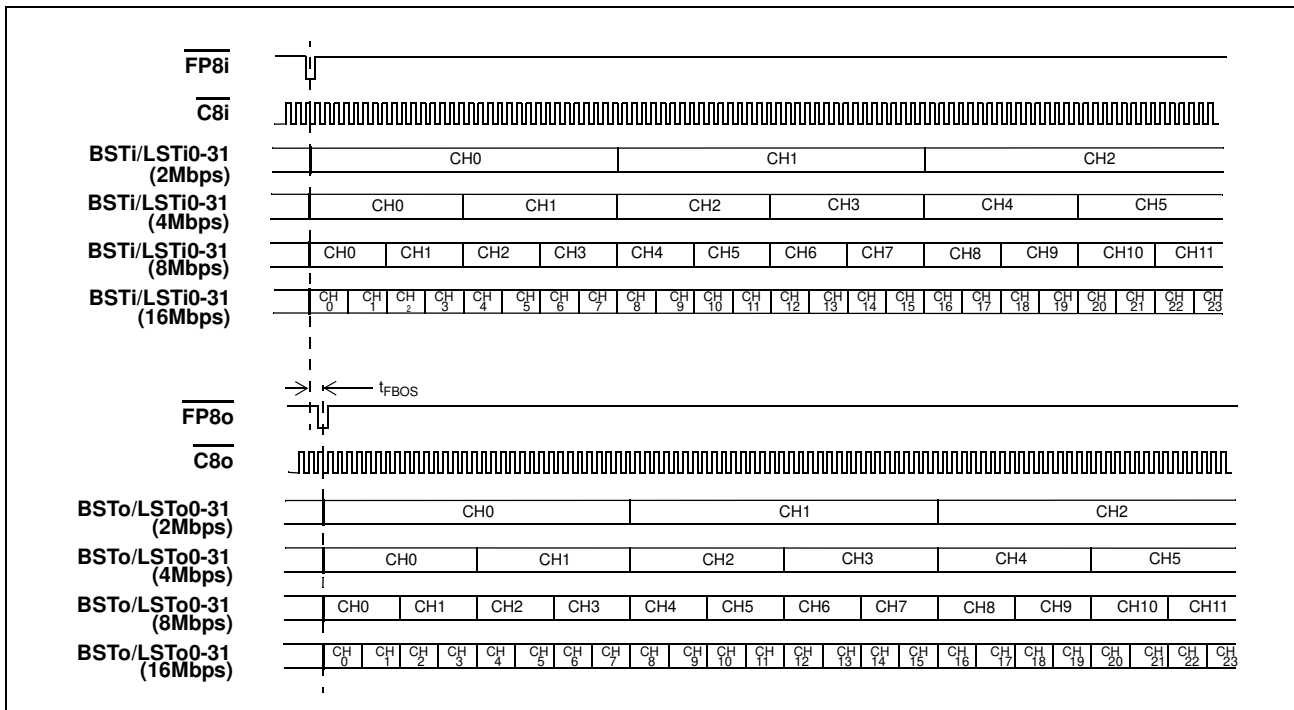 FP8i
C8i
BSTi/LSTi0-31
(2Mbps)
CH0 CH1 CH2
BSTi/LSTi0-31
(4Mbps)
CH0 CH1 CH2 CH3 CH4 CH5
BSTi/LSTi0-31
(8Mbps)
CH0 CH1 CH2 CH3 CH4 CH5 CH6 CH7 CH8 CH9 CH10 CH11
BSTi/LSTi0-31
(16Mbps)
CH CH CH CH CH CH CH CH CH CH CH CH CH CH CH CH CH CH CH CH CH CH CH CH
0 1 2 3 4 5 6 7 8 9 10 11 12 13 14 15 16 17 18 19 20 21 22 23
tFBOS
FP8o
C8o
BSTo/LSTo0-31
(2Mbps)
CH0 CH1 CH2
BSTo/LSTo0-31
(4Mbps)
CH0 CH1 CH2 CH3 CH4 CH5
BSTo/LSTo0-31
(8Mbps)
CH0 CH1 CH2 CH3 CH4 CH5 CH6 CH7 CH8 CH9 CH10 CH11
BSTo/LSTo0-31
(16Mbps)
CH CH CH CH CH CH CH CH CH CH CH CH CH CH CH CH CH CH CH CH CH CH CH CH
0 1 2 3 4 5 6 7 8 9 10 11 12 13 14 15 16 17 18 19 20 21 22 23